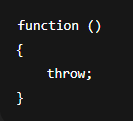 function ()
{
    throw;
}